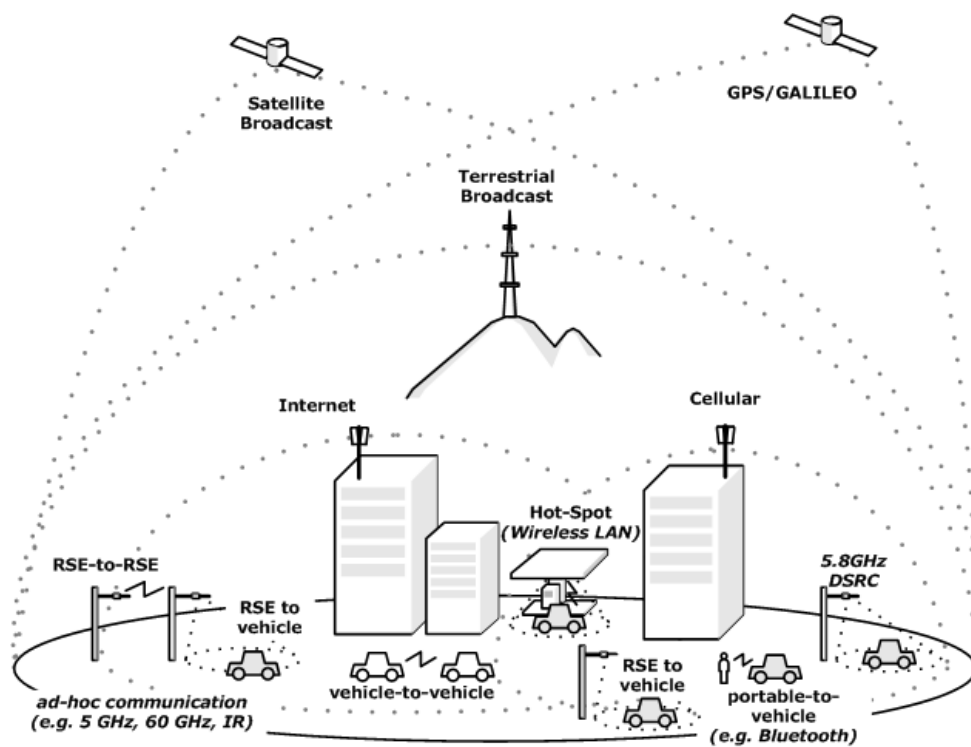 Satellite
Broadcast
GPS/GALILEO
Terrestrial
Broadcast
Internet
Cellular
Hot-Spot
(Wireless LAN)
RSE-to-RSE
5.8GHz
DSRC
RSE to
vehicle
vehicle-to-vehicle
RSE to
vehicle
portable-to-
vehicle
(e.g. Bluetooth)
ad-hoc communication
(e.g. 5 GHz, 60 GHz, IR)